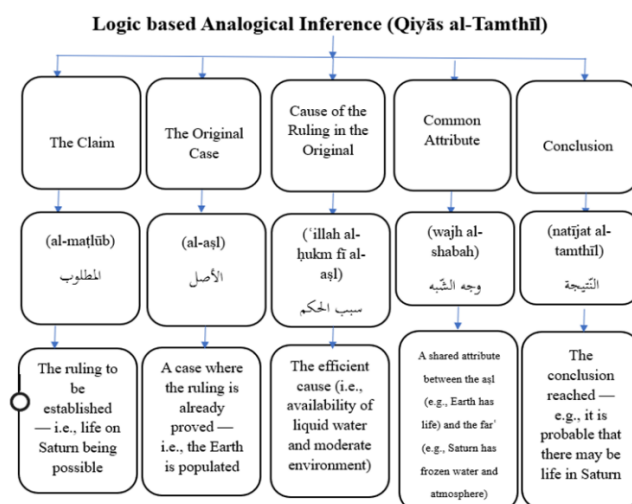 Logic based Analogical Inference (Qiyās al-Tamthīl)
The Claim
The Original
Case
Cause of the
Ruling in the
Original
Common
Attribute
Conclusion
(al-maṭlūb)
المطلوب
(al-aṣl)
الأصل
(ʿillah al-
ḥukm fī al-
aṣl)
سبب الحكم
(wajh al-
shabah)
وجه الشّبه
(natījat al-
tamthīl)
النّتيجة
The ruling to
be
established
— i.e., life on
Saturn being
possible
A case where
the ruling is
already
proved —
i.e., the Earth
is populated
The efficient
cause (i.e.,
availability of
liquid water
and moderate
environment)
A shared attribute
between the aṣl
(e.g., Earth has
life) and the farʿ
(e.g., Saturn has
frozen water and
atmosphere)
The
conclusion
reached —
e.g., it is
probable that
there may be
life in Saturn